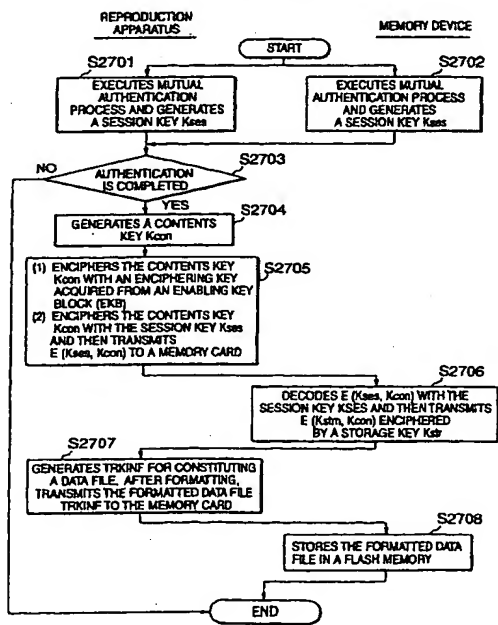 REPRODUCTION
APPARATUS
MEMORY DEVICE
START
S2701
EXECUTES MUTUAL
AUTHENTICATION
PROCESS AND GENERATES
A SESSION KEY Kses
S2702
EXECUTES MUTUAL
AUTHENTICATION PROCESS
AND GENERATES
A SESSION KEY Kses
S2703
NO
AUTHENTICATION
IS COMPLETED
YES
S2704
GENERATES A CONTENTS
KEY Kcon
S2705
(1) ENCIPHERS THE CONTENTS KEY
Kcon WITH AN ENCIPHERING KEY
ACQUIRED FROM AN ENABLING KEY
BLOCK (EKB)
(2) ENCIPHERS THE CONTENTS KEY
Kcon WITH THE SESSION KEY Kses
AND THEN TRANSMITS
E (Kses, Kcon) TO A MEMORY CARD
S2706
DECODES E (Kses, Kcon) WITH THE
SESSION KEY KSES AND THEN TRANSMITS
E (Kstm, Kcon) ENCIPHERED
BY A STORAGE KEY Kstr
S2707
GENERATES TRKINF FOR CONSTITUTING
A DATA FILE, AFTER FORMATTING,
TRANSMITS THE FORMATTED DATA FILE
TRKINF TO THE MEMORY CARD
S2708
STORES THE FORMATTED DATA
FILE IN A FLASH MEMORY
END